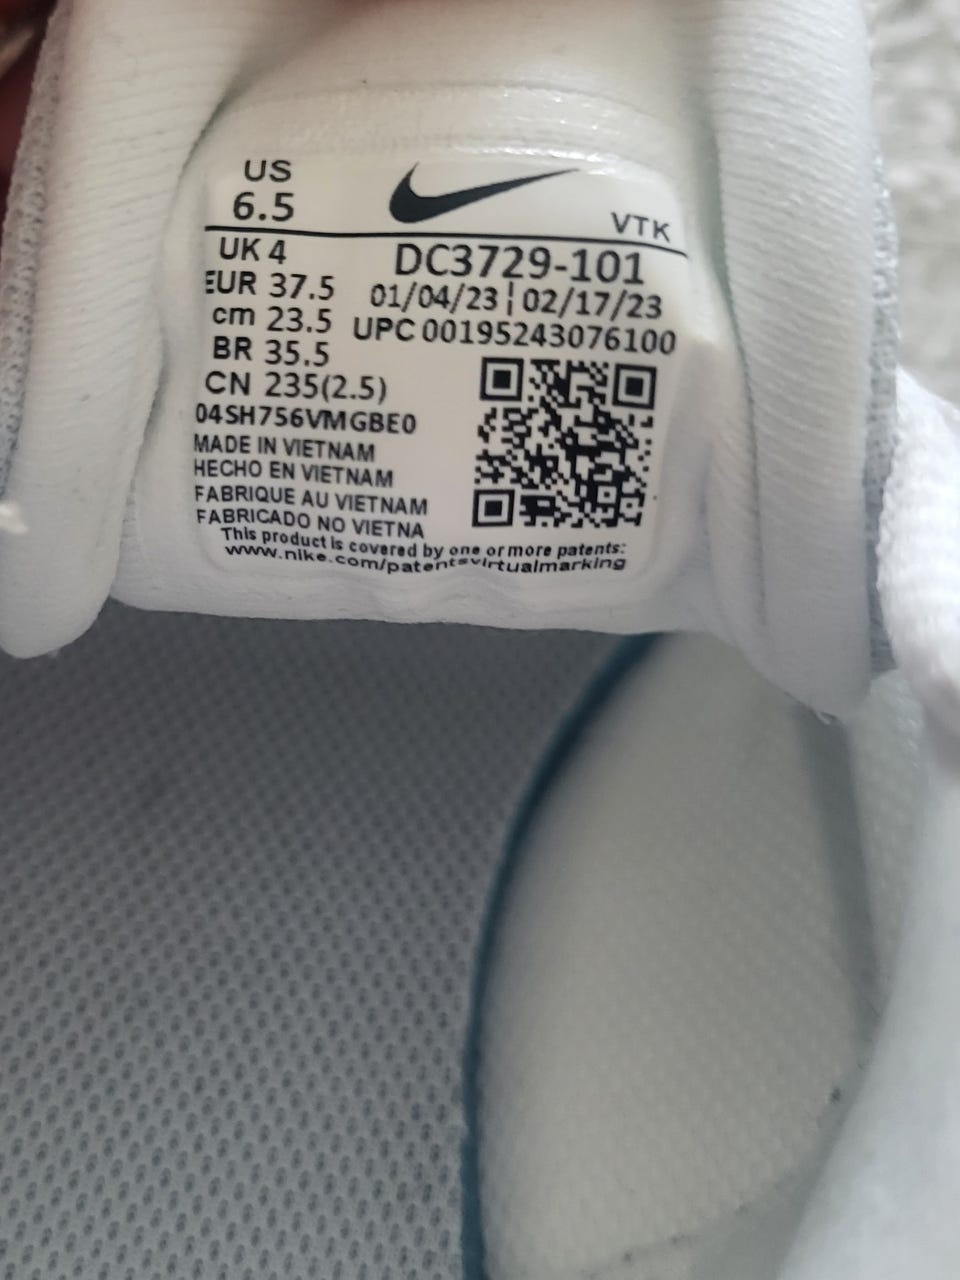 US
6.5
VTK
UK 4
DC3729-101
EUR 37.5
01/04/23 ¦ 02/17/23
cm 23.5
UPC 00195243076100
BR 35.5
CN 235(2.5)
04SH756VMGBE0
MADE IN VIETNAM
HECHO EN VIETNAM
FABRIQUE AU VIETNAM
FABRICADO NO VIETNA
This product is covered by one or more patents:
www.nike.com/patentsvirtualmarking